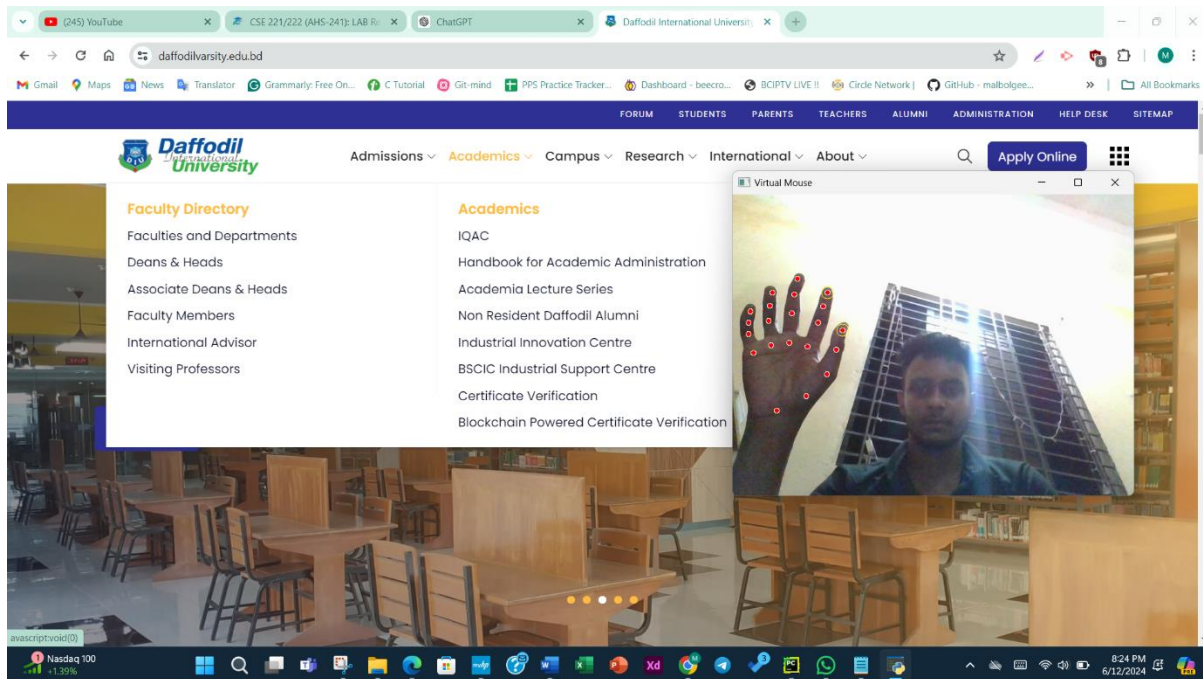 (245) YouTube
CSE 221/222 (AHS-241): LAB Re
ChatGPT
Daffodil International University
daffodilvarsity.edu.bd
8
M
Gmail
Maps
News
Translator
Grammarly: Free On...
C Tutorial
Git-mind
PPS Practice Tracker...
Dashboard - beecro...
BCIPTV LIVE !!
Circle Network |
GitHub - malbolgee...
»
All Bookmarks
FORUM STUDENTS PARENTS TEACHERS ALUMNI ADMINISTRATION HELP DESK SITEMAP
Daffodil
International
University
Admissions Academics Campus Research International About
Apply Online
Virtual Mouse
Faculty Directory
Faculties and Departments
Deans & Heads
Associate Deans & Heads
Faculty Members
International Advisor
Visiting Professors
Academics
IQAC
Handbook for Academic Administration
Academia Lecture Series
Non Resident Daffodil Alumni
Industrial Innovation Centre
BSCIC Industrial Support Centre
Certificate Verification
Blockchain Powered Certificate Verification
avascript:void(0)
1
Nasdaq 100
+1.39%
Xd
8:24 PM
6/12/2024